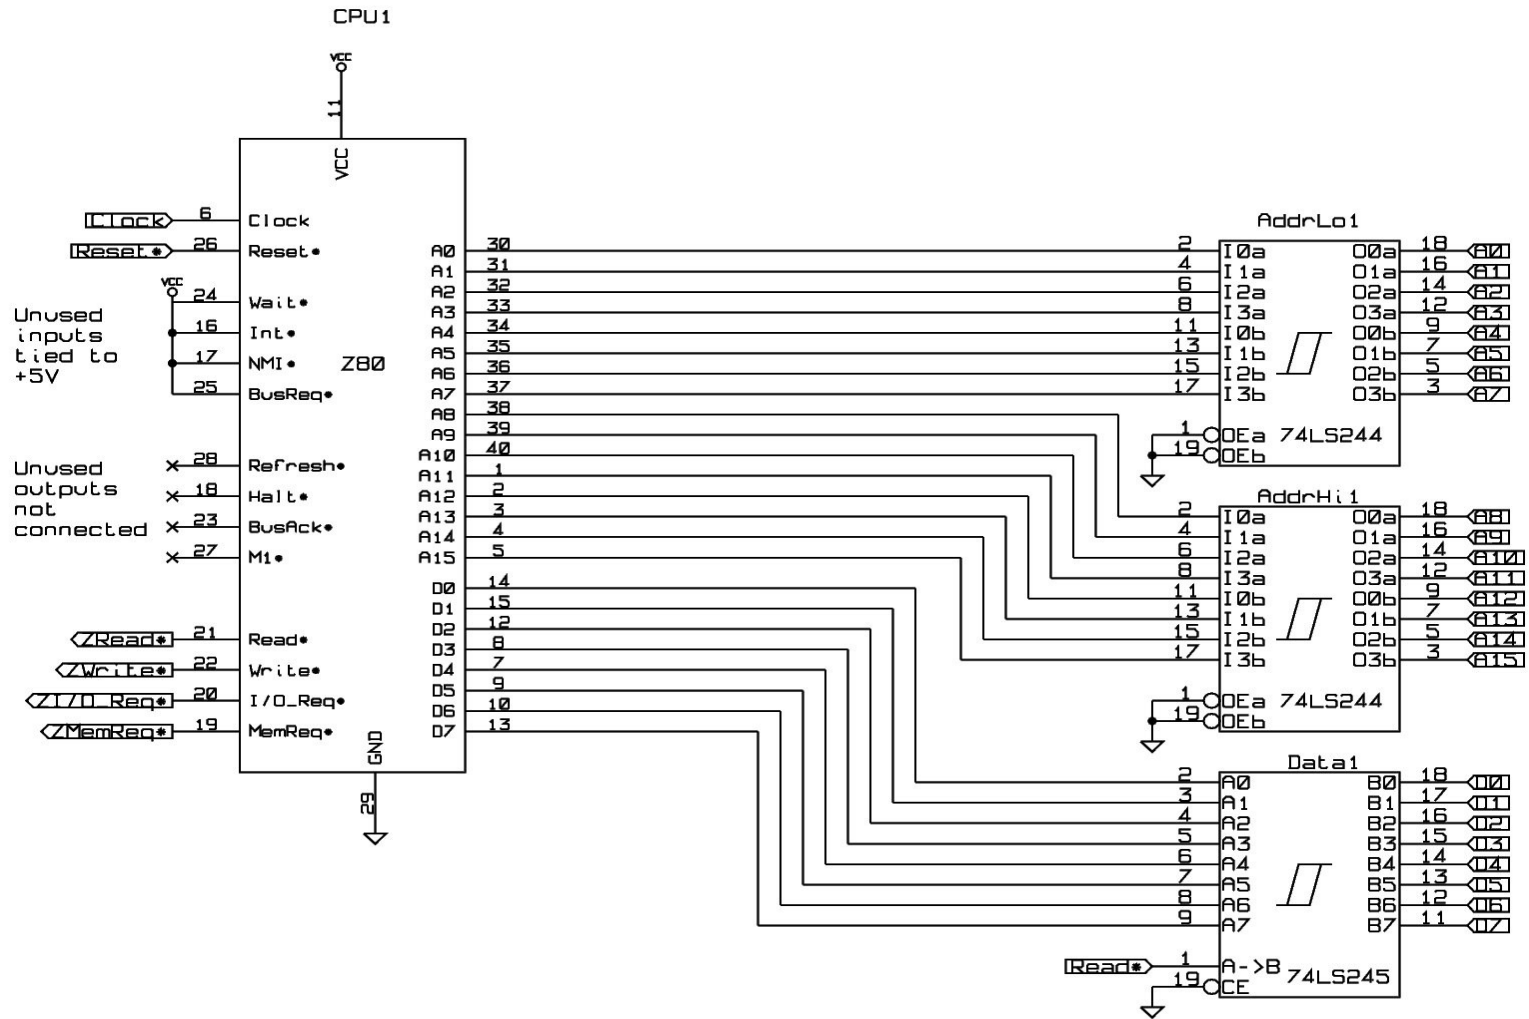 CPU1
VCC
11
VCC
Clock 6 Clock
Reset* 26 Reset*
VCC
24 Wait*
16 Int*
17 NMI*
25 BusReq*
Unused
inputs
tied to
+5V
Z80
28 Refresh*
18 Halt*
23 BusAck*
27 M1*
Unused
outputs
not
connected
ZRead* 21 Read*
ZWrite* 22 Write*
ZI/O_Req* 20 I/O_Req*
ZMemReq* 19 MemReq*
GND
29
A0 30
A1 31
A2 32
A3 33
A4 34
A5 35
A6 36
A7 37
A8 38
A9 39
A10 40
A11 1
A12 2
A13 3
A14 4
A15 5
D0 14
D1 15
D2 12
D3 8
D4 7
D5 9
D6 10
D7 13
AddrLo1
2 I0a O0a 18 A0
4 I1a O1a 16 A1
6 I2a O2a 14 A2
8 I3a O3a 12 A3
11 I0b O0b 9 A4
13 I1b O1b 7 A5
15 I2b O2b 5 A6
17 I3b O3b 3 A7
1 OEa 74LS244
19 OEb
AddrHi1
2 I0a O0a 18 A8
4 I1a O1a 16 A9
6 I2a O2a 14 A10
8 I3a O3a 12 A11
11 I0b O0b 9 A12
13 I1b O1b 7 A13
15 I2b O2b 5 A14
17 I3b O3b 3 A15
1 OEa 74LS244
19 OEb
Data1
2 A0 B0 18 D0
3 A1 B1 17 D1
4 A2 B2 16 D2
5 A3 B3 15 D3
6 A4 B4 14 D4
7 A5 B5 13 D5
8 A6 B6 12 D6
9 A7 B7 11 D7
Read* 1 A->B 74LS245
19 CE